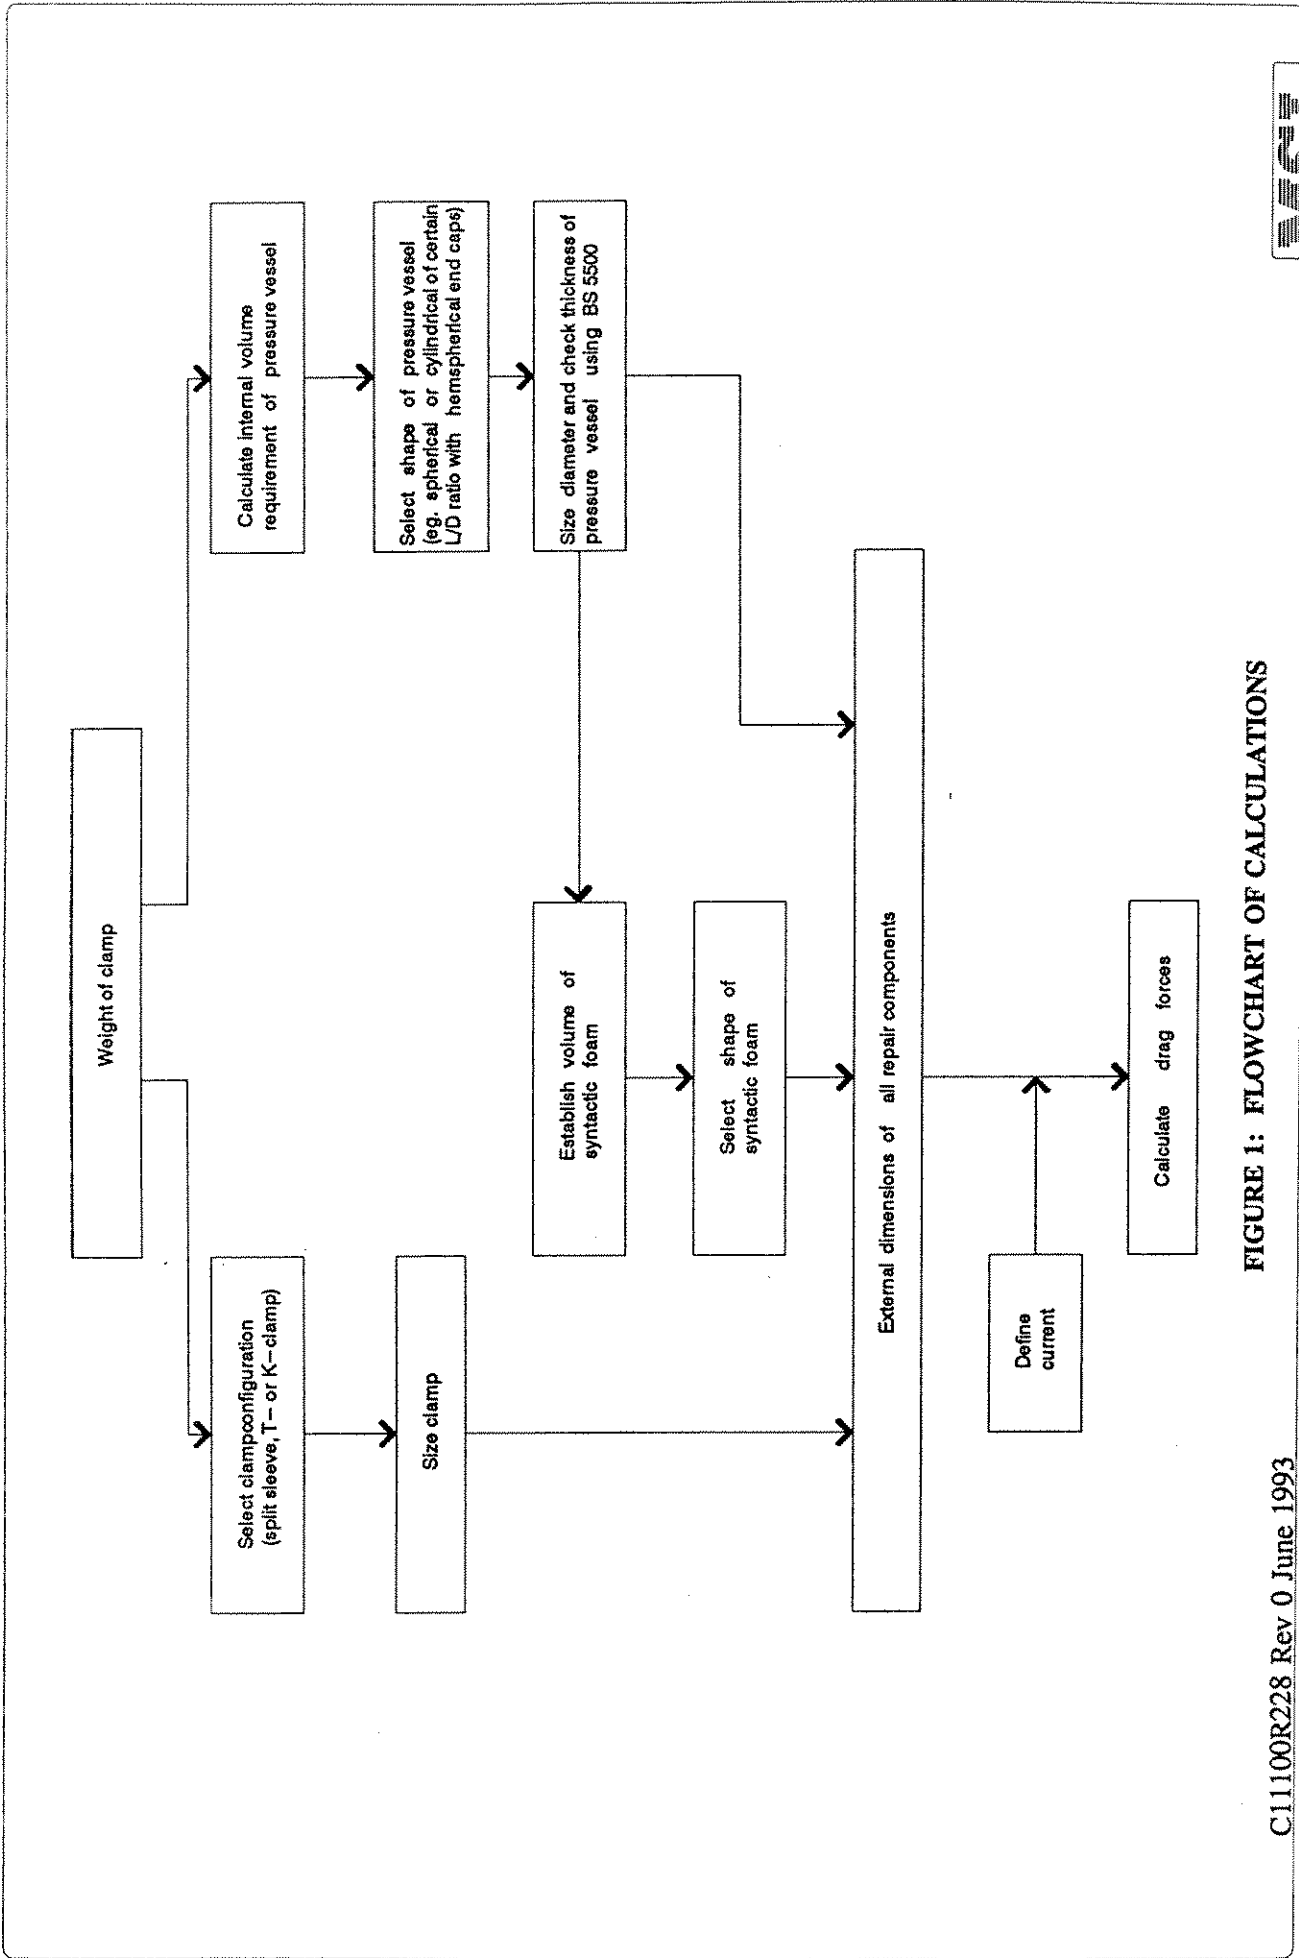 Weight of clamp
Select clampconfiguration
(split sleeve, T- or K-clamp)
Calculate internal volume
requirement of pressure vessel
Size clamp
Select shape of pressure vessel
(eg. spherical or cylindrical of certain
L/D ratio with hemspherical end caps)
Establish volume of
syntactic foam
Size diameter and check thickness of
pressure vessel using BS 5500
Select shape of
syntactic foam
External dimensions of all repair components
Define
current
Calculate drag forces
FIGURE 1: FLOWCHART OF CALCULATIONS
C11100R228 Rev 0 June 1993